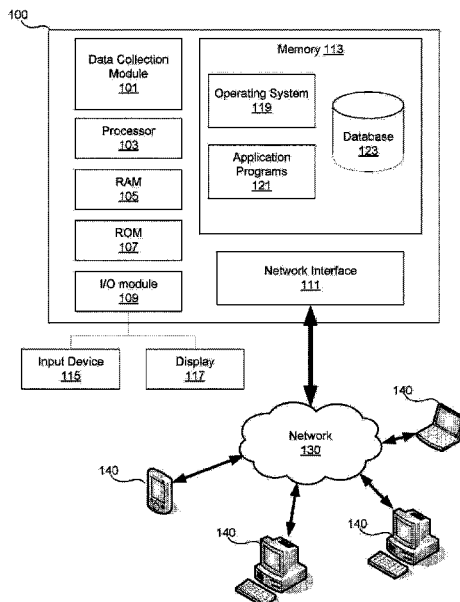 100
Data Collection
Module
101
Processor
103
RAM
105
ROM
107
I/O module
109
Memory 113
Operating System
119
Application
Programs
121
Database
123
Network Interface
111
Input Device
115
Display
117
Network
130
140
140
140
140